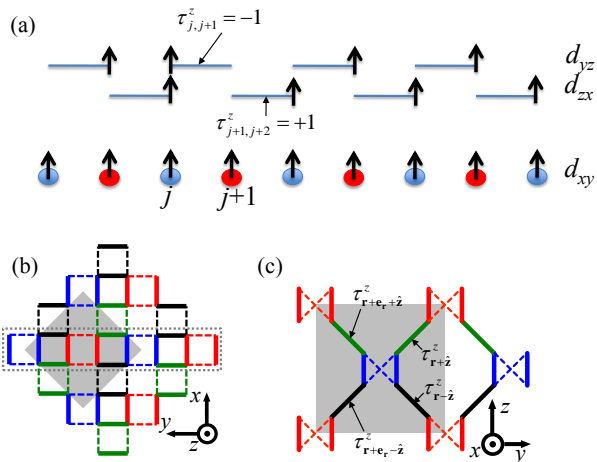 (a)
τ^z_{j,j+1} = −1
d_{yz}
d_{zx}
τ^z_{j+1,j+2} = +1
d_{xy}
j j+1
(b) (c)
τ^z_{r+e_r+ẑ}
τ^z_{r+ẑ}
τ^z_{r−ẑ}
τ^z_{r+e_r−ẑ}
x
y
z
z
x y